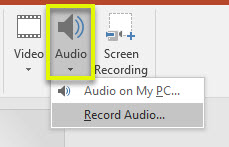 Video Audio Screen
Recording
Audio on My PC...
Record Audio...